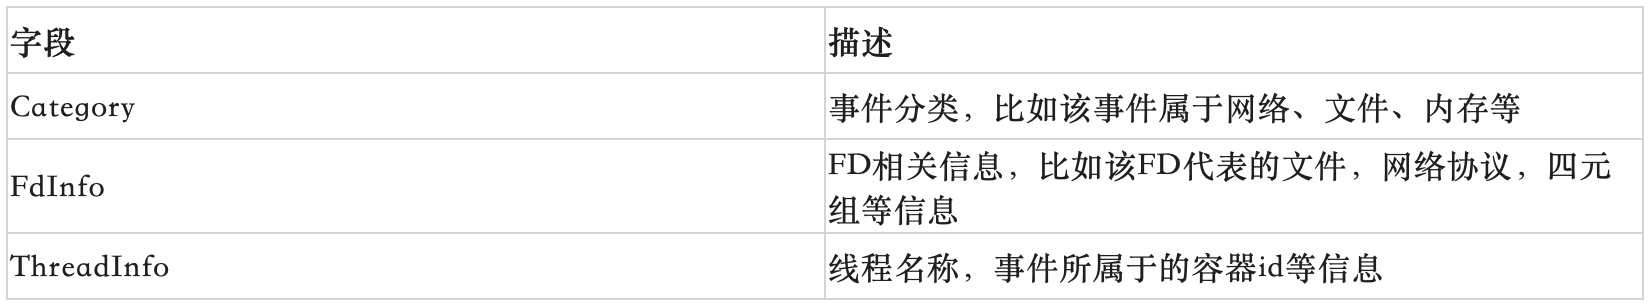 字段
描述
Category
事件分类，比如该事件属于网络、文件、内存等
FdInfo
FD相关信息，比如该FD代表的文件，网络协议，四元
组等信息
ThreadInfo
线程名称，事件所属于的容器id等信息